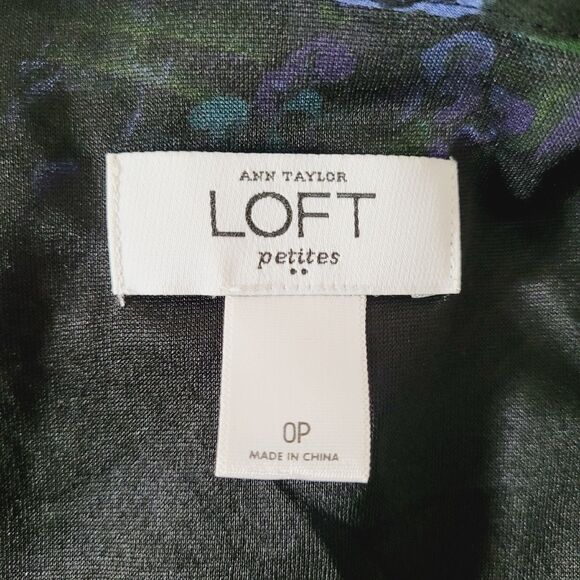 ANN TAYLOR
LOFT
petites
0P
MADE IN CHINA